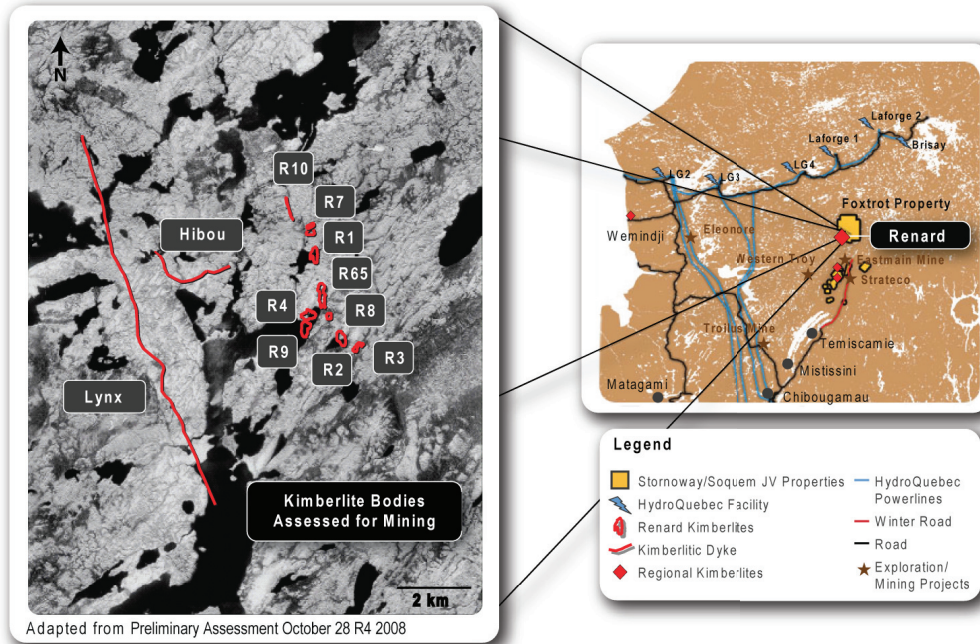 N
R10
R7
Hibou
R1
R65
R4
R8
R9
R2
R3
Lynx
Kimberlite Bodies
Assessed for Mining
2 km
Adapted from Preliminary Assessment October 28 R4 2008
Laforge 2
Laforge 1
Brisay
LG4
LG2
LG3
Foxtrot Property
Renard
Wemindji
Eleonore
Western Troy
Eastmain Mine
Strateco
Troilus Mine
Temiscamie
Mistissini
Matagami
Chibougamau
Legend
Stornoway/Soquem JV Properties
HydroQuebec Facility
Renard Kimberlites
Kimberlitic Dyke
Regional Kimberlites
HydroQuebec
Powerlines
Winter Road
Road
Exploration/
Mining Projects